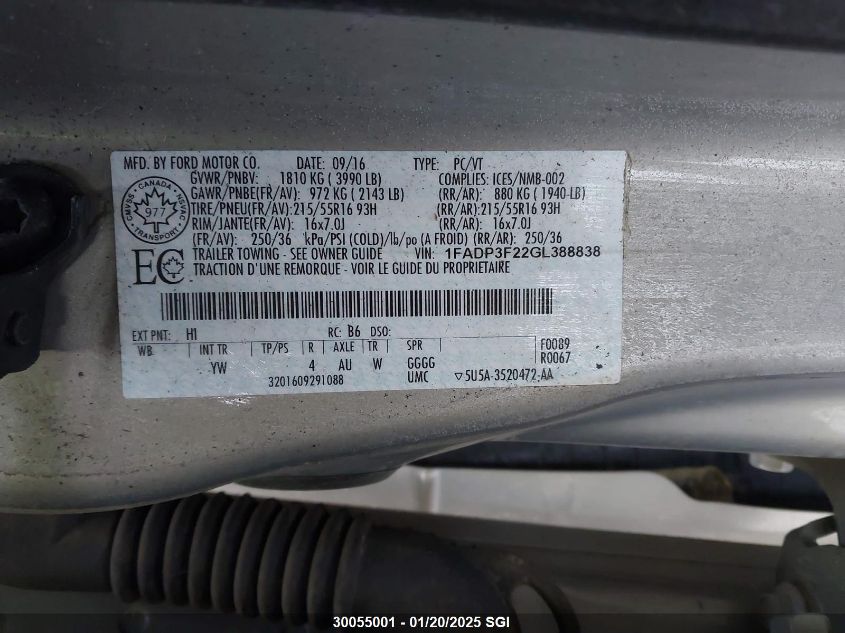 MFD. BY FORD MOTOR CO. DATE: 09/16 TYPE: PC/VT
GVWR/PNBV: 1810 KG ( 3990 LB) COMPLIES: ICES/NMB-002
GAWR/PNBE(FR/AV): 972 KG ( 2143 LB) (RR/AR): 880 KG ( 1940-LB)
TIRE/PNEU(FR/AV):215/55R16 93H (RR/AR):215/55R16 93H
RIM/JANTE(FR/AV): 16x7.0J (RR/AR): 16x7.0J
(FR/AV): 250/36 kPa/PSI (COLD)/lb/po (A FROID) (RR/AR): 250/36
TRAILER TOWING - SEE OWNER GUIDE VIN: 1FADP3F22GL388838
TRACTION D'UNE REMORQUE - VOIR LE GUIDE DU PROPRIETAIRE
CANADA
CMVSS 977 NSVAC
TRANSPORT
EC
EXT PNT: H1 RC: B6 DSO:
WB INT TR TP/PS R AXLE TR SPR F0089
YW 4 AU W GGGG R0067
3201609291088 UMC ▽5U5A-3520472-AA
30055001 - 01/20/2025 SGI